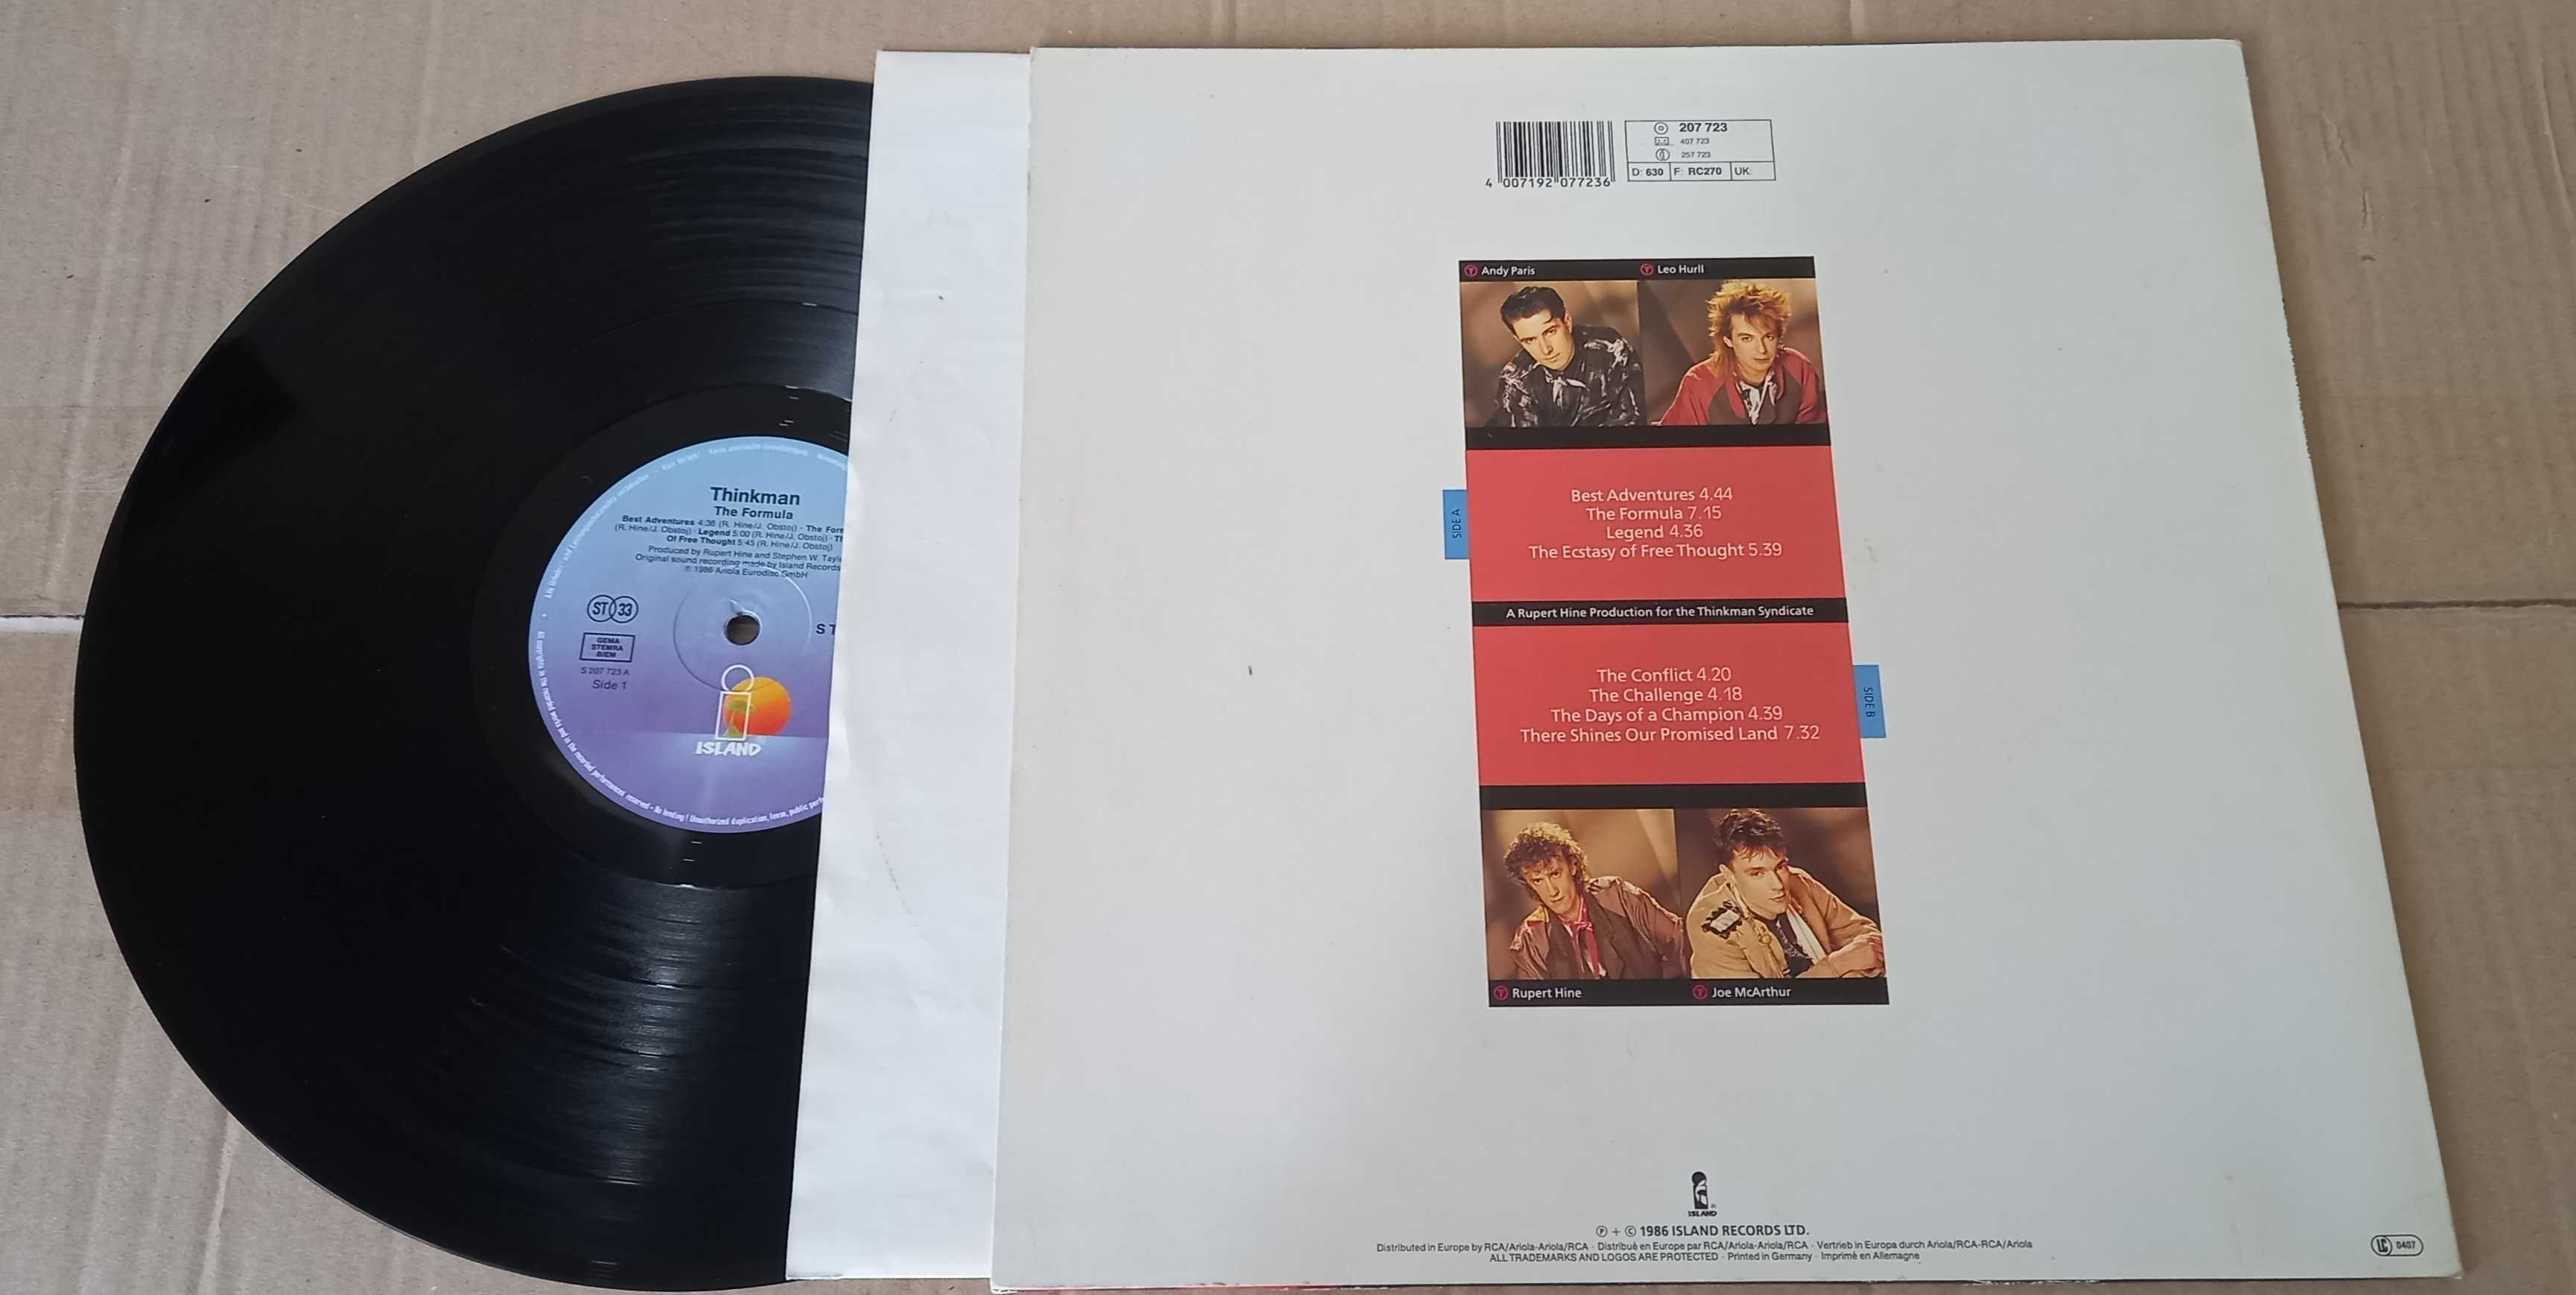 Thinkman
The Formula
Best Adventures 4:36 (R. Hine/J. Obstoj) · The
(R. Hine/J. Obstoj) · Legend 5:00 (R. Hine/J. Obstoj) ·
Of Free Thought 5:45 (R. Hine/J. Obstoj)
Produced by Rupert Hine and Stephen W.
Original sound recording made by Island Records
℗ 1986 Ariola Eurodisc GmbH
ST 33
GEMA
STEMRA
BIEM
S 207 723 A
Side 1
ISLAND
4 007192 077236
207 723
407 723
257 723
D: 630 F: RC270 UK:
Andy Paris Leo Hurll
SIDE A
Best Adventures 4.44
The Formula 7.15
Legend 4.36
The Ecstasy of Free Thought 5.39
A Rupert Hine Production for the Thinkman Syndicate
SIDE B
The Conflict 4.20
The Challenge 4.18
The Days of a Champion 4.39
There Shines Our Promised Land 7.32
Rupert Hine Joe McArthur
ISLAND
℗ + © 1986 ISLAND RECORDS LTD.
Distributed in Europe by RCA/Ariola-Ariola/RCA · Distribué en Europe par RCA/Ariola-Ariola/RCA · Vertrieb in Europa durch Ariola/RCA-RCA/Ariola
ALL TRADEMARKS AND LOGOS ARE PROTECTED · Printed in Germany · Imprimé en Allemagne
LC 0407